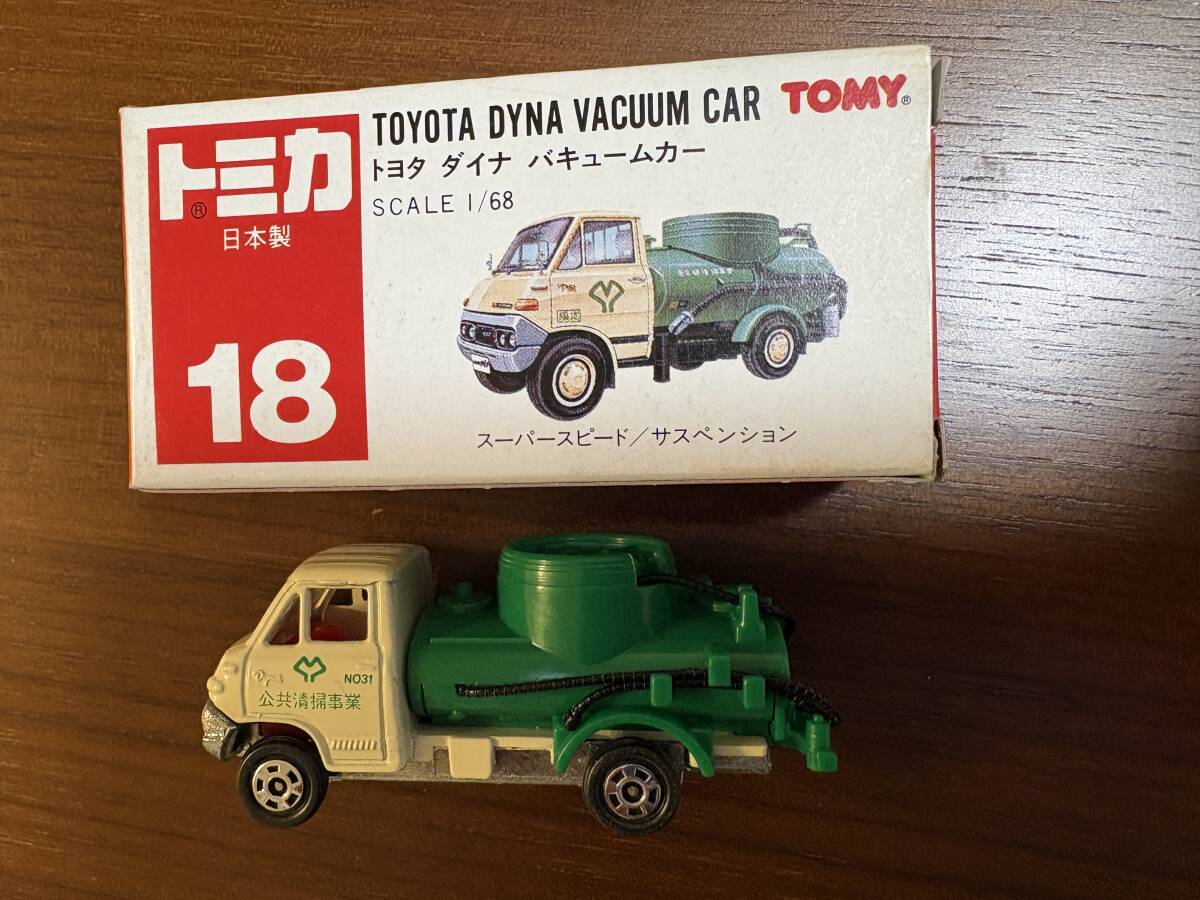 トミカ®
日本製
18
TOYOTA DYNA VACUUM CAR
TOMY®
トヨタ ダイナ バキュームカー
SCALE 1/68
スーパースピード/サスペンション
NO31
公共清掃事業